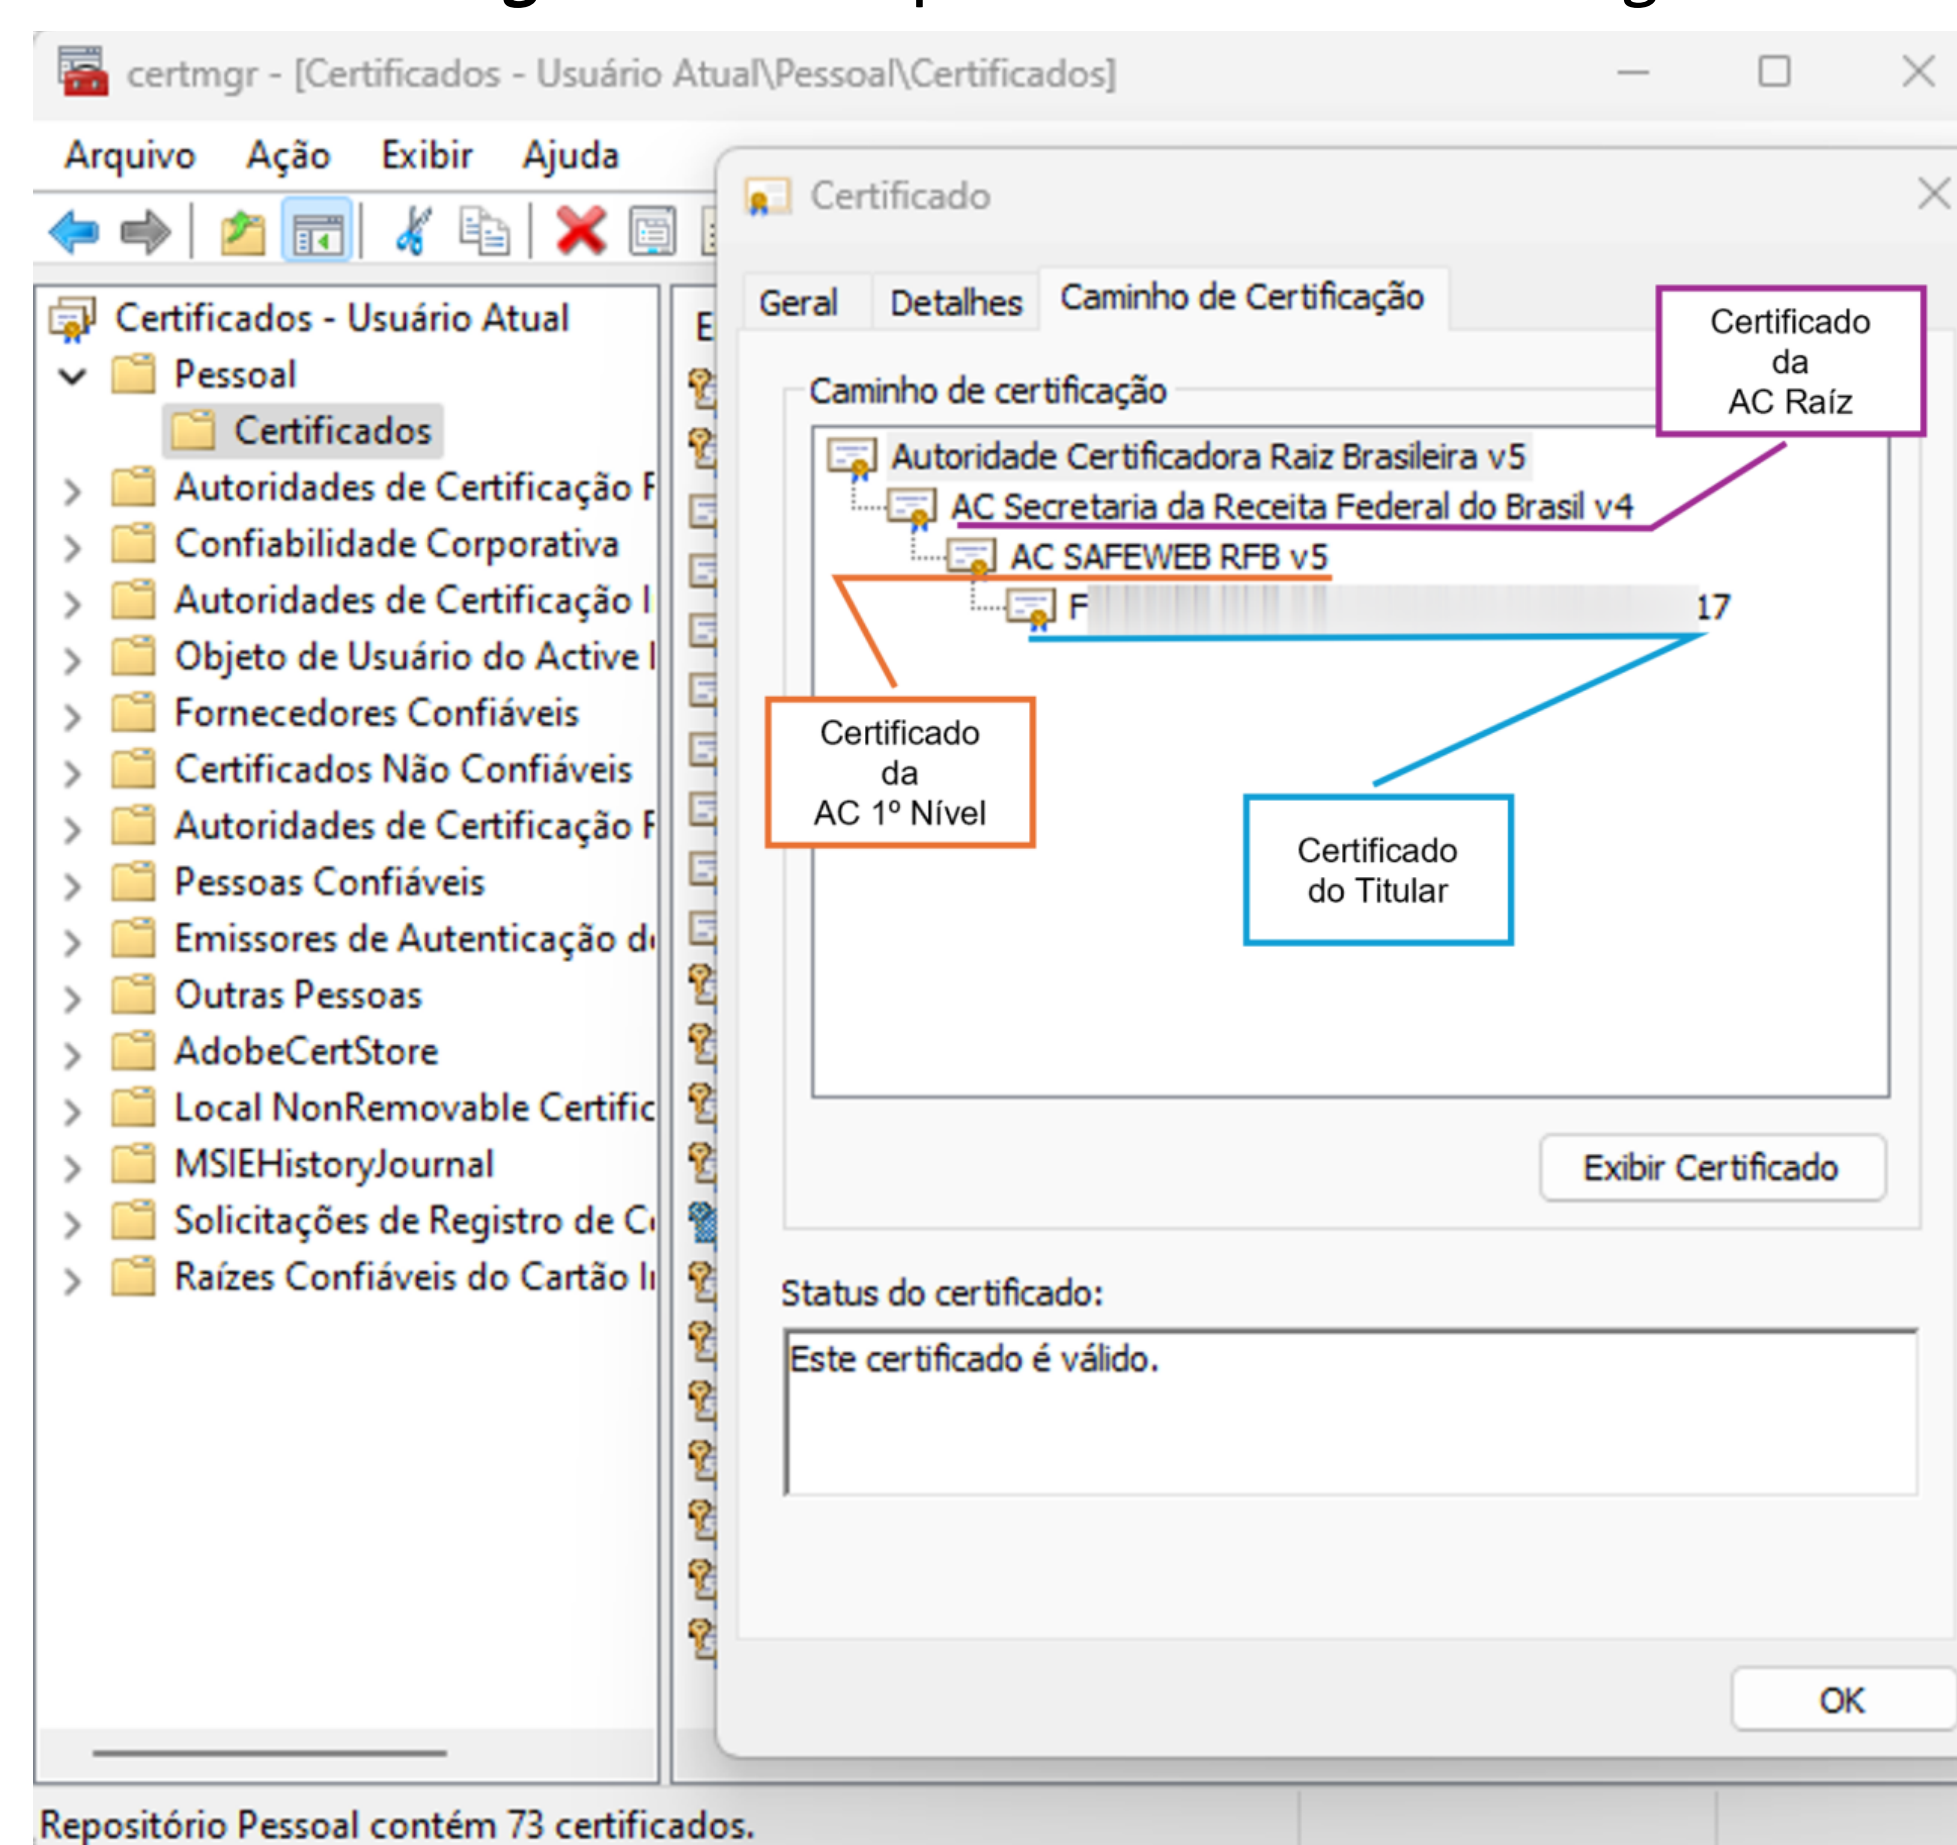 certmgr - [Certificados - Usuário Atual\Pessoal\Certificados]
Arquivo Ação Exibir Ajuda
Certificados - Usuário Atual
Pessoal
Certificados
Autoridades de Certificação
Confiabilidade Corporativa
Autoridades de Certificação
Objeto de Usuário do Active
Fornecedores Confiáveis
Certificados Não Confiáveis
Autoridades de Certificação
Pessoas Confiáveis
Emissores de Autenticação
Outras Pessoas
AdobeCertStore
Local NonRemovable Certific
MSIEHistoryJournal
Solicitações de Registro de
Raízes Confiáveis do Cartão
E
Certificado
Geral Detalhes Caminho de Certificação
Caminho de certificação
Certificado
da
AC Raíz
Autoridade Certificadora Raiz Brasileira v5
AC Secretaria da Receita Federal do Brasil v4
AC SAFEWEB RFB v5
F 17
Certificado
da
AC 1º Nível
Certificado
do Titular
Exibir Certificado
Status do certificado:
Este certificado é válido.
OK
Repositório Pessoal contém 73 certificados.